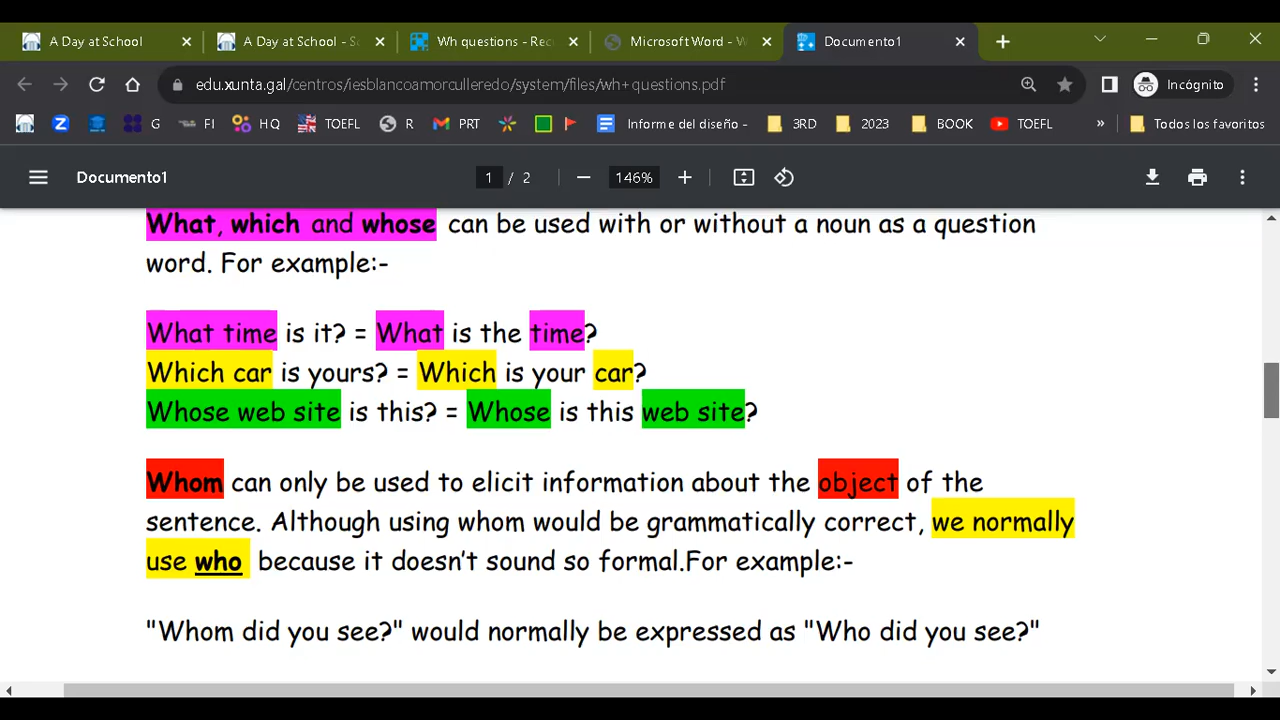 A Day at School
A Day at School - S
Wh questions - Rec
Microsoft Word - W
Documento1
edu.xunta.gal/centros/iesblancoamorculleredo/system/files/wh+questions.pdf
Incógnito
G
FI
HQ
TOEFL
R
PRT
Informe del diseño -
3RD
2023
BOOK
TOEFL
»
Todos los favoritos
Documento1
1 / 2
146%
What, which and whose can be used with or without a noun as a question
word. For example:-
What time is it? = What is the time?
Which car is yours? = Which is your car?
Whose web site is this? = Whose is this web site?
Whom can only be used to elicit information about the object of the
sentence. Although using whom would be grammatically correct, we normally
use who because it doesn't sound so formal.For example:-
"Whom did you see?" would normally be expressed as "Who did you see?"